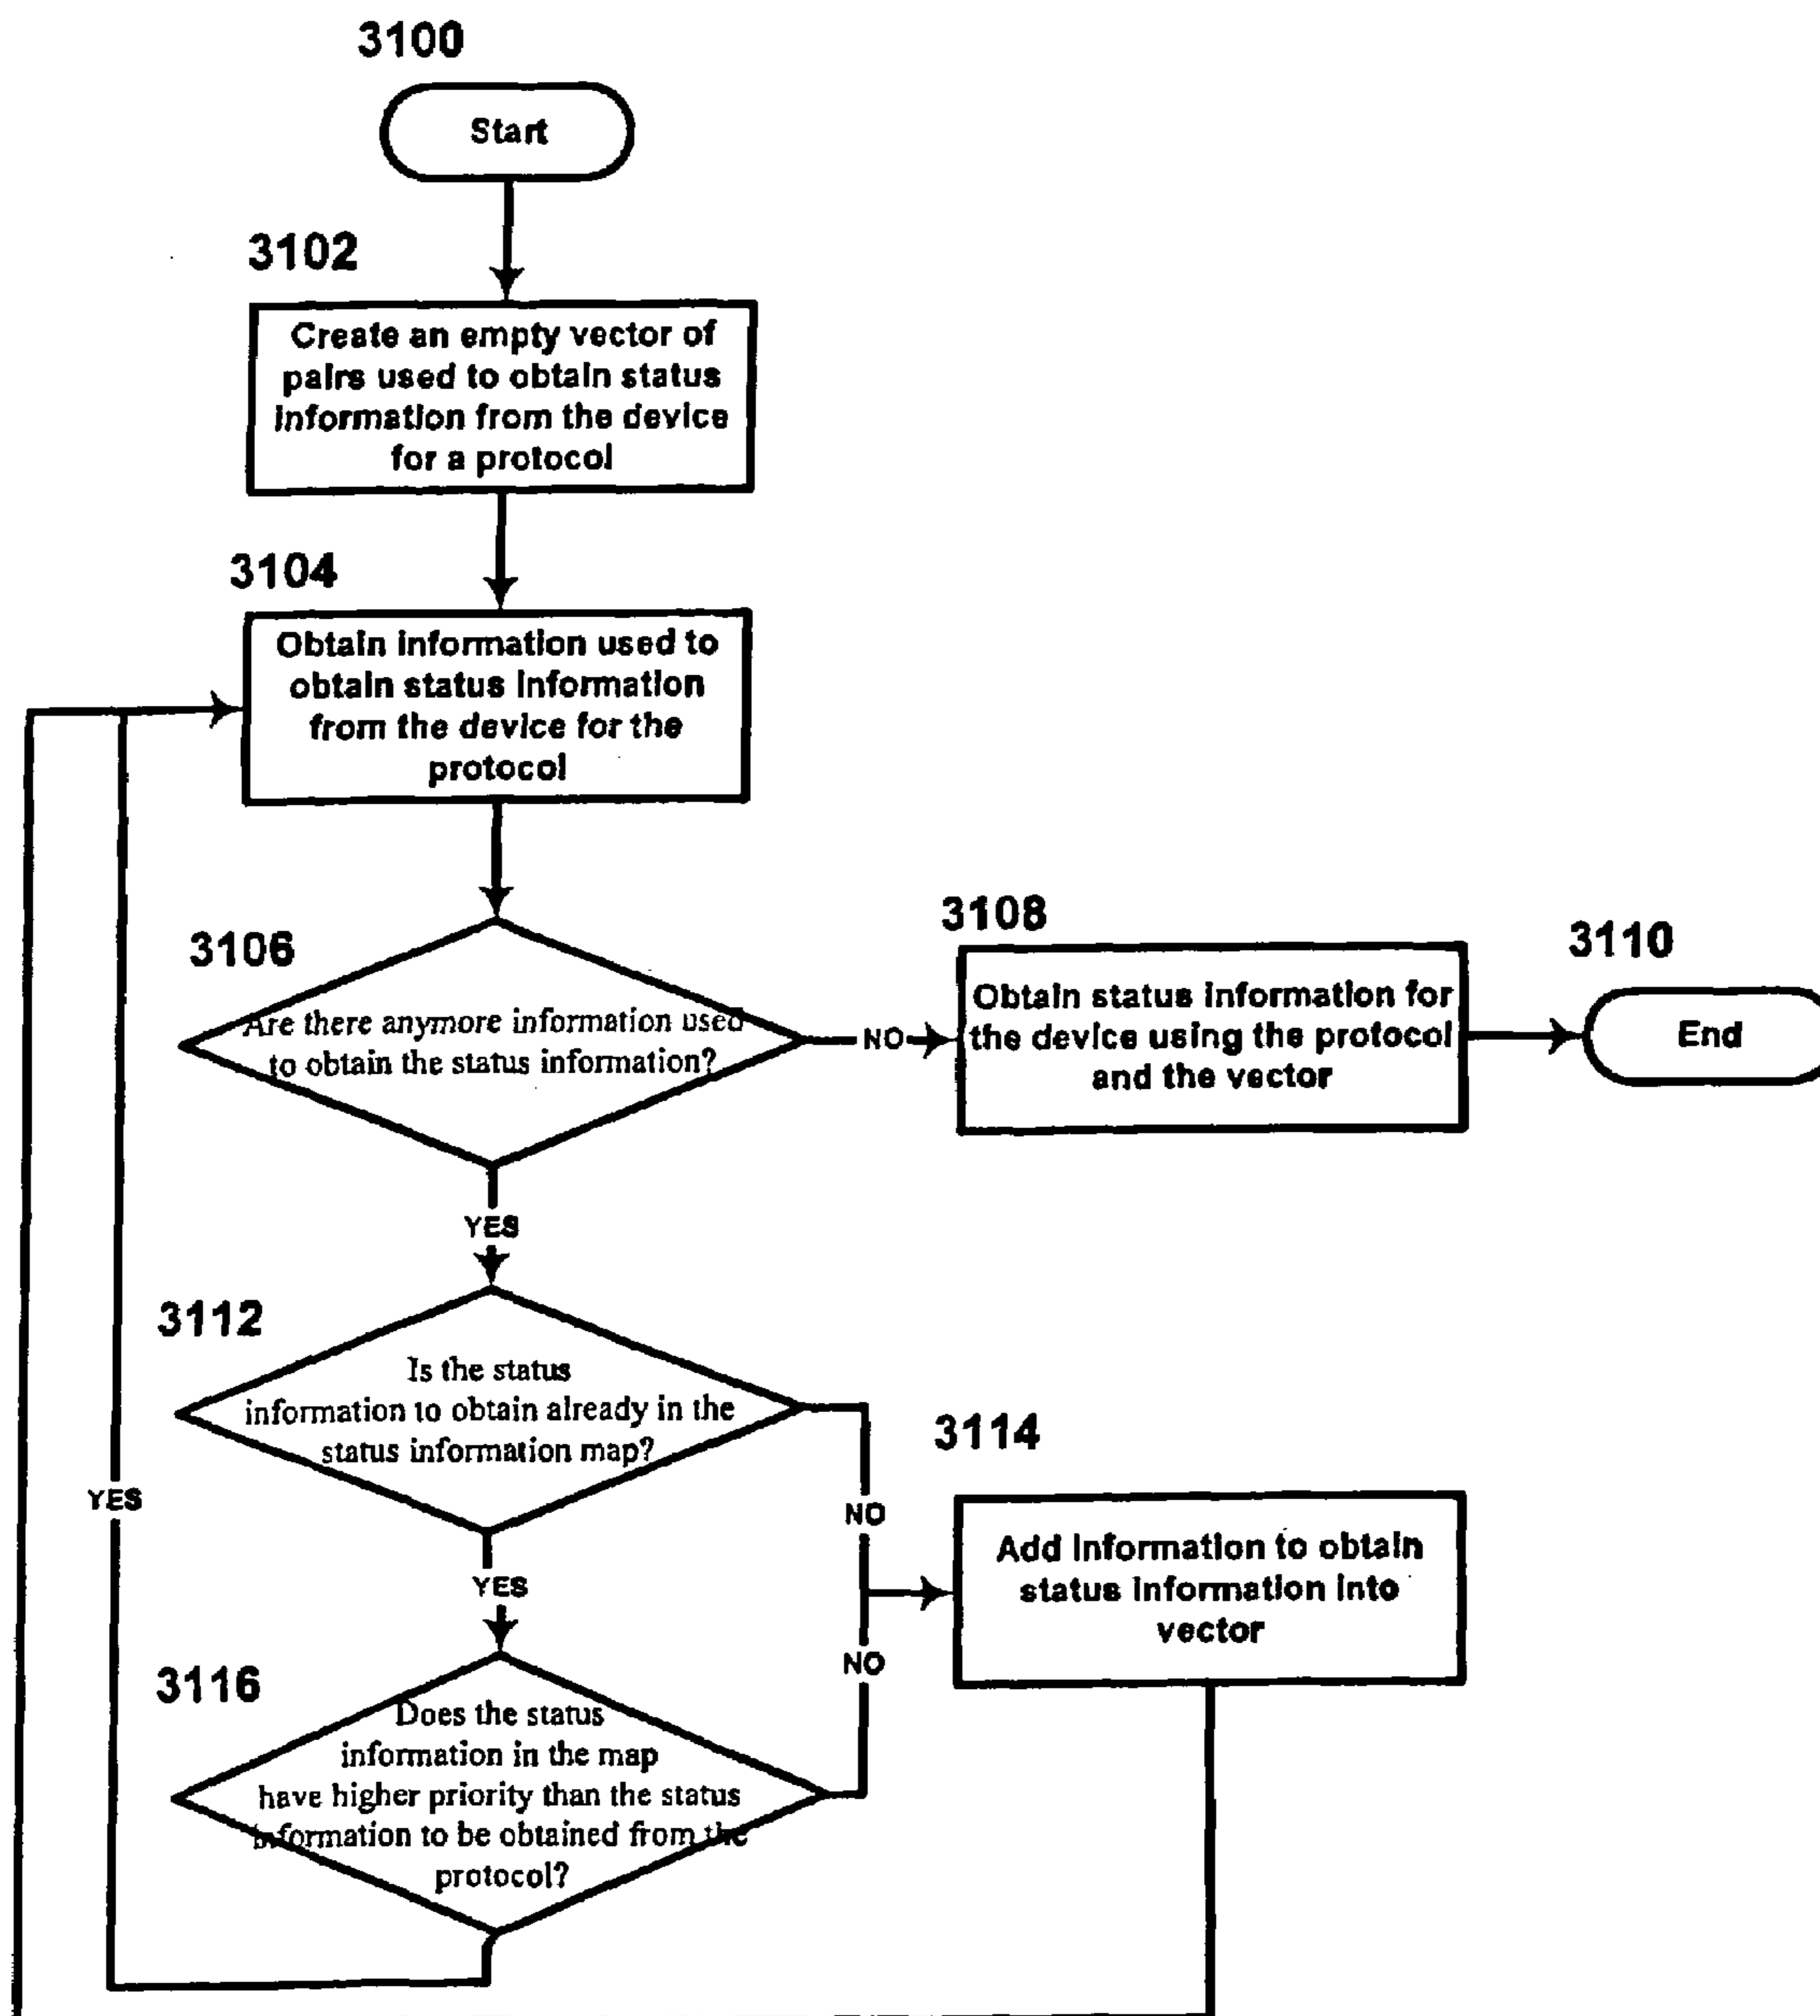 3100
Start
3102
Create an empty vector of
pairs used to obtain status
information from the device
for a protocol
3104
Obtain information used to
obtain status information
from the device for the
protocol
3106
Are there anymore information used
to obtain the status information?
NO
3108
Obtain status information for
the device using the protocol
and the vector
3110
End
YES
3112
Is the status
information to obtain already in the
status information map?
NO
YES
3114
Add information to obtain
status information into
vector
YES
NO
3116
Does the status
information in the map
have higher priority than the status
information to be obtained from the
protocol?